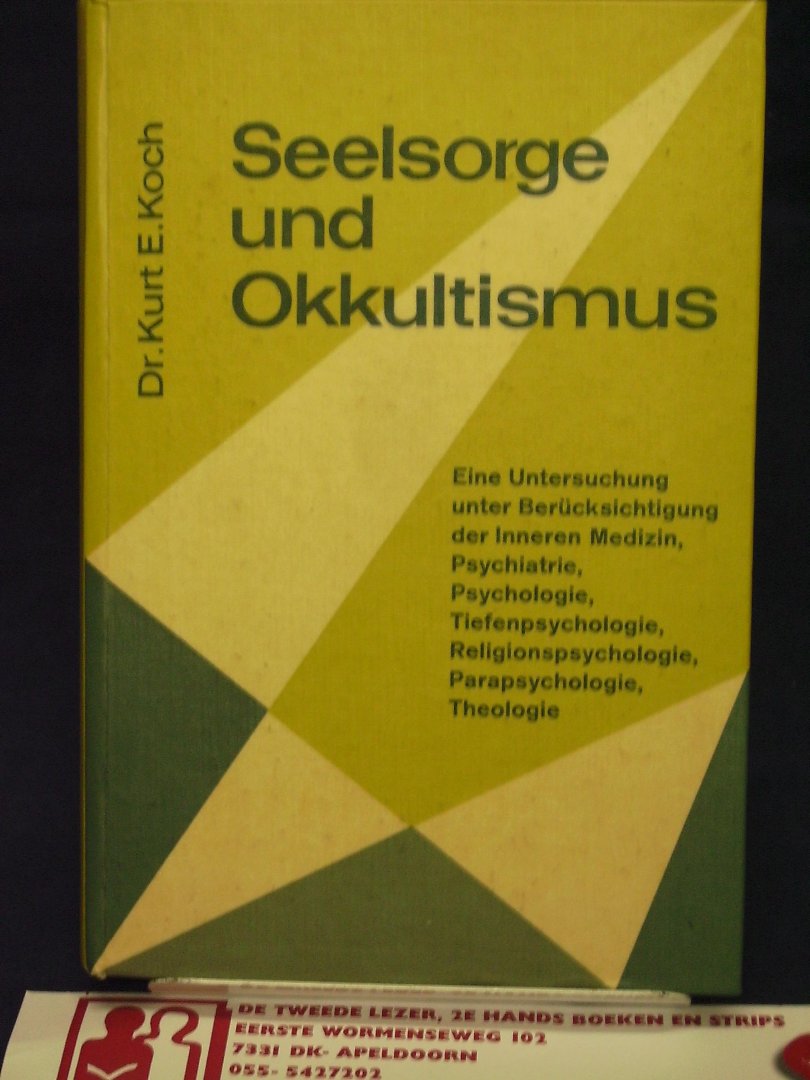 Dr. Kurt E. Koch
Seelsorge
und
Okkultismus
Eine Untersuchung
unter Berücksichtigung
der Inneren Medizin,
Psychiatrie,
Psychologie,
Tiefenpsychologie,
Religionspsychologie,
Parapsychologie,
Theologie
DE TWEEDE LEZER, 2E HANDS BOEKEN EN STRIPS
EERSTE WORMENSEWEG 102
7331 DK- APELDOORN
055- 5427202